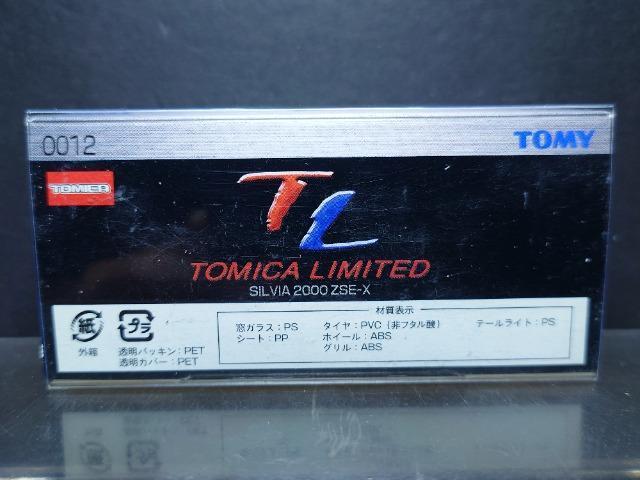 0012
TOMY
TOMICA
TL
TOMICA LIMITED
SILVIA 2000 ZSE-X
材質表示
紙
外箱
プラ
透明パッキン:PET
透明カバー:PET
窓ガラス:PS タイヤ:PVC(非フタル酸) テールライト:PS
シート:PP ホイール:ABS
グリル:ABS